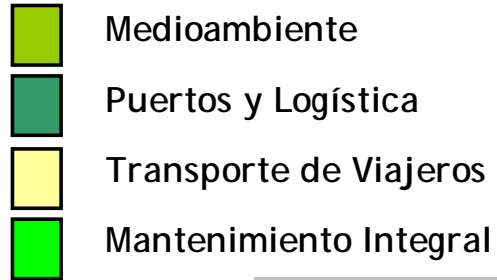 Medioambiente
Puertos y Logística
Transporte de Viajeros
Mantenimiento Integral